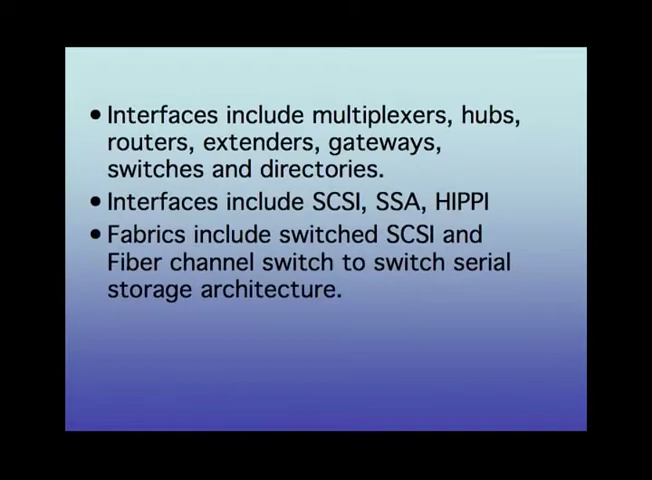 • Interfaces include multiplexers, hubs,
routers, extenders, gateways,
switches and directories.
• Interfaces include SCSI, SSA, HIPPI
• Fabrics include switched SCSI and
Fiber channel switch to switch serial
storage architecture.